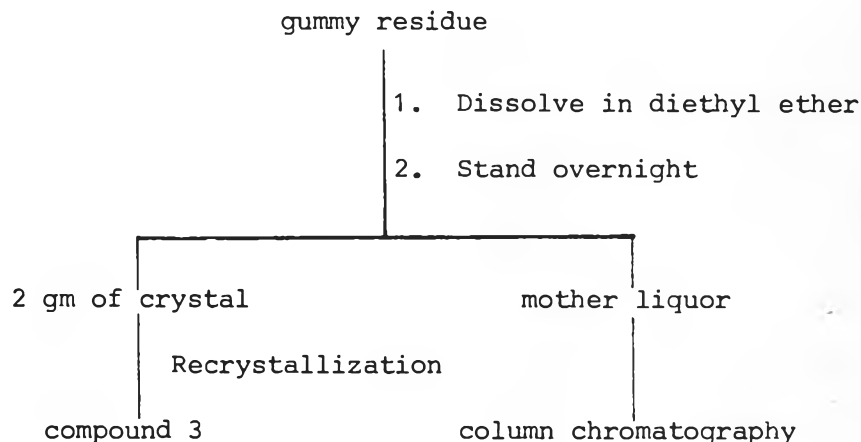 gummy residue
1. Dissolve in diethyl ether
2. Stand overnight
2 gm of crystal mother liquor
Recrystallization
compound 3 column chromatography